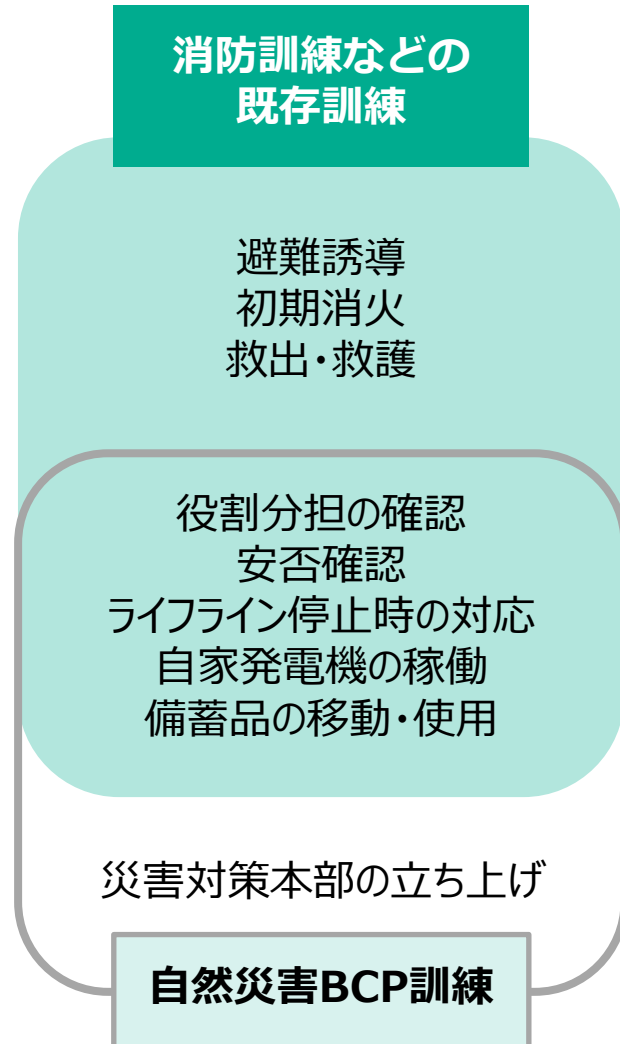 消防訓練などの
既存訓練
避難誘導
初期消火
救出・救護
役割分担の確認
安否確認
ライフライン停止時の対応
自家発電機の稼働
備蓄品の移動・使用
災害対策本部の立ち上げ
自然災害BCP訓練